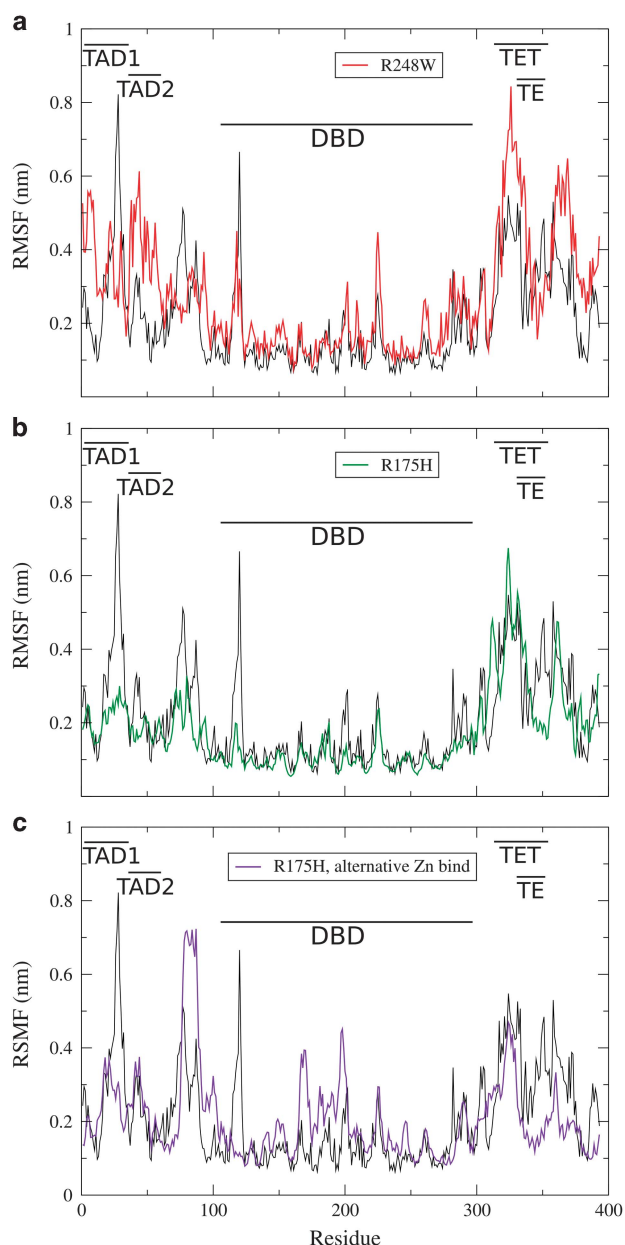 a
1
TAD1
TET
R248W
TAD2
TE
0.8
DBD
0.6
RMSF (nm)
0.4
0.2
b
1
TAD1
TET
R175H
TAD2
TE
0.8
DBD
0.6
RMSF (nm)
0.4
0.2
c
1
TAD1
TET
R175H, alternative Zn bind
TAD2
TE
0.8
DBD
0.6
RSMF (nm)
0.4
0.2
0
0 100 200 300 400
Residue